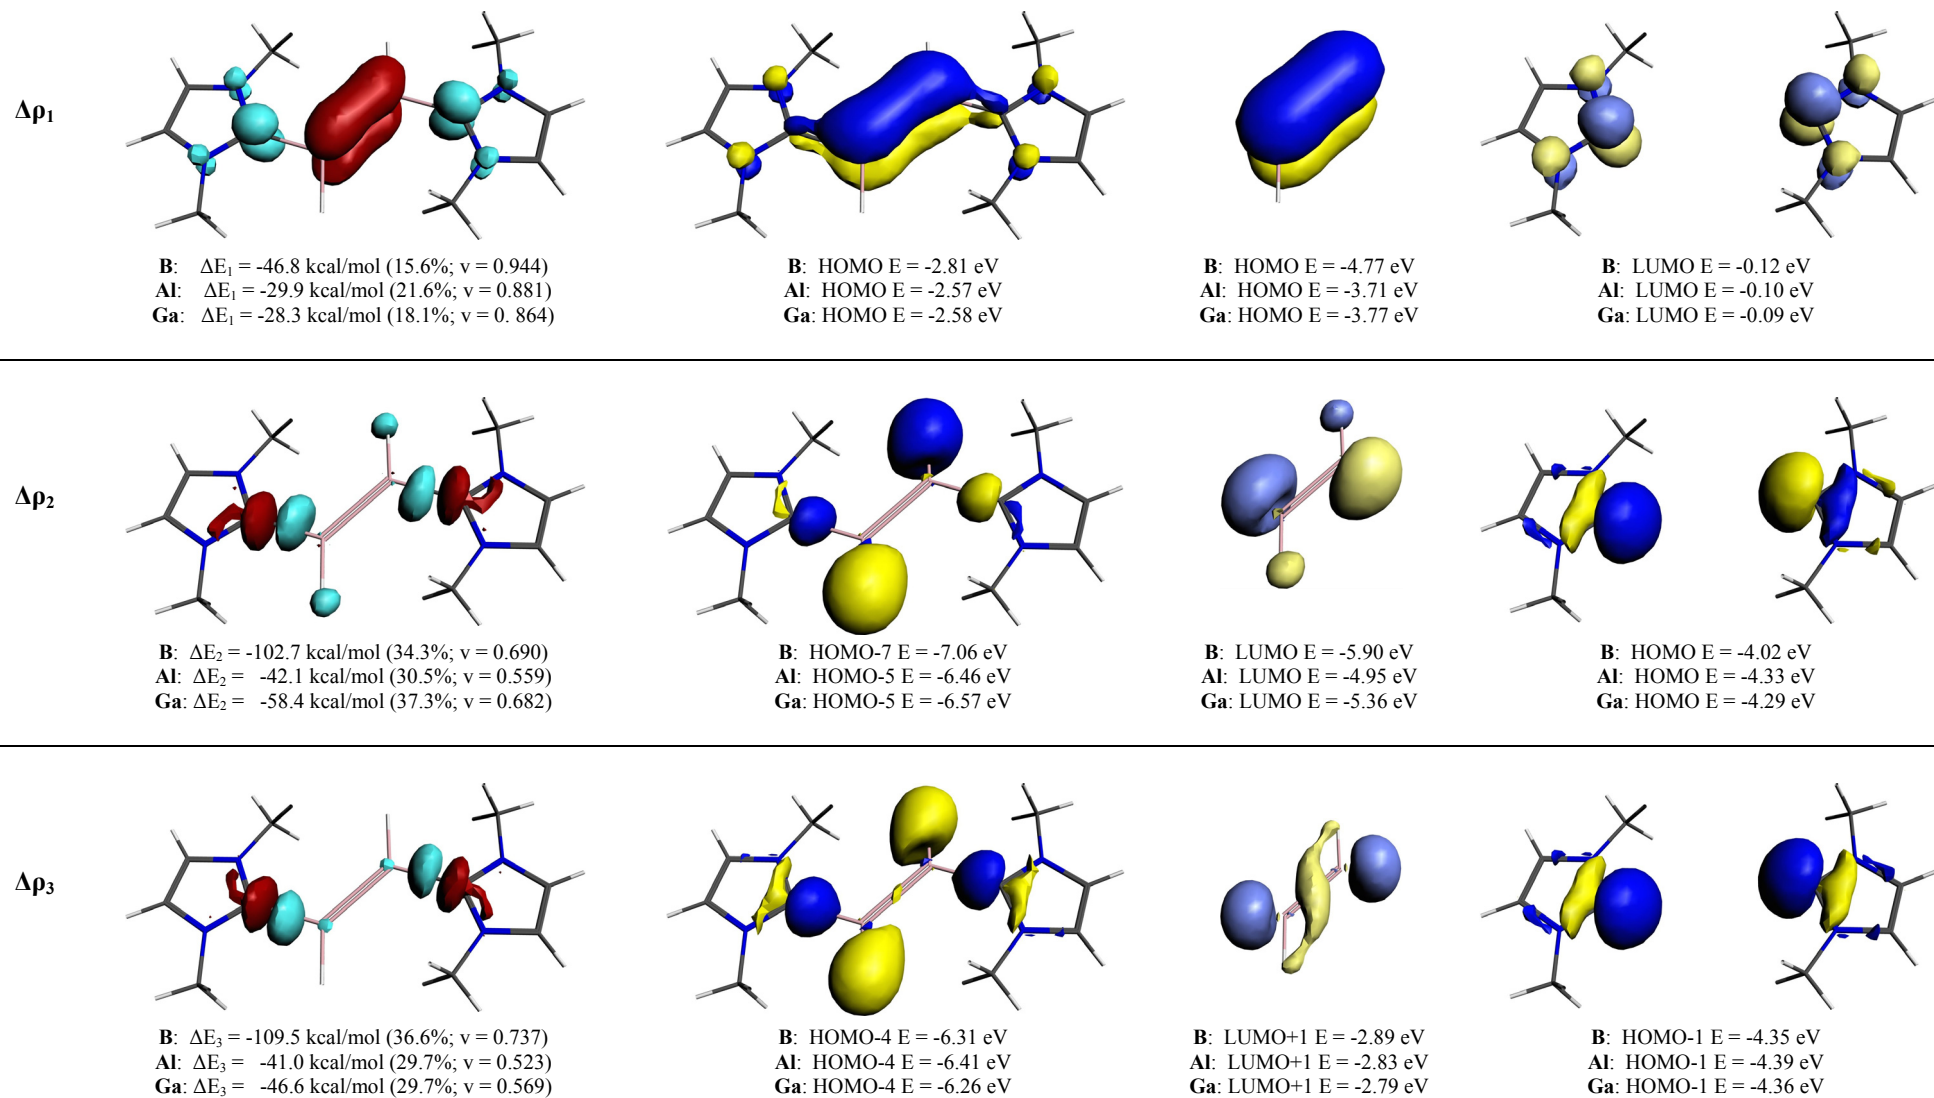 Δρ₁
B: ΔE₁ = -46.8 kcal/mol (15.6%; v = 0.944)
Al: ΔE₁ = -29.9 kcal/mol (21.6%; v = 0.881)
Ga: ΔE₁ = -28.3 kcal/mol (18.1%; v = 0. 864)
B: HOMO E = -2.81 eV
Al: HOMO E = -2.57 eV
Ga: HOMO E = -2.58 eV
B: HOMO E = -4.77 eV
Al: HOMO E = -3.71 eV
Ga: HOMO E = -3.77 eV
B: LUMO E = -0.12 eV
Al: LUMO E = -0.10 eV
Ga: LUMO E = -0.09 eV
Δρ₂
B: ΔE₂ = -102.7 kcal/mol (34.3%; v = 0.690)
Al: ΔE₂ = -42.1 kcal/mol (30.5%; v = 0.559)
Ga: ΔE₂ = -58.4 kcal/mol (37.3%; v = 0.682)
B: HOMO-7 E = -7.06 eV
Al: HOMO-5 E = -6.46 eV
Ga: HOMO-5 E = -6.57 eV
B: LUMO E = -5.90 eV
Al: LUMO E = -4.95 eV
Ga: LUMO E = -5.36 eV
B: HOMO E = -4.02 eV
Al: HOMO E = -4.33 eV
Ga: HOMO E = -4.29 eV
Δρ₃
B: ΔE₃ = -109.5 kcal/mol (36.6%; v = 0.737)
Al: ΔE₃ = -41.0 kcal/mol (29.7%; v = 0.523)
Ga: ΔE₃ = -46.6 kcal/mol (29.7%; v = 0.569)
B: HOMO-4 E = -6.31 eV
Al: HOMO-4 E = -6.41 eV
Ga: HOMO-4 E = -6.26 eV
B: LUMO+1 E = -2.89 eV
Al: LUMO+1 E = -2.83 eV
Ga: LUMO+1 E = -2.79 eV
B: HOMO-1 E = -4.35 eV
Al: HOMO-1 E = -4.39 eV
Ga: HOMO-1 E = -4.36 eV